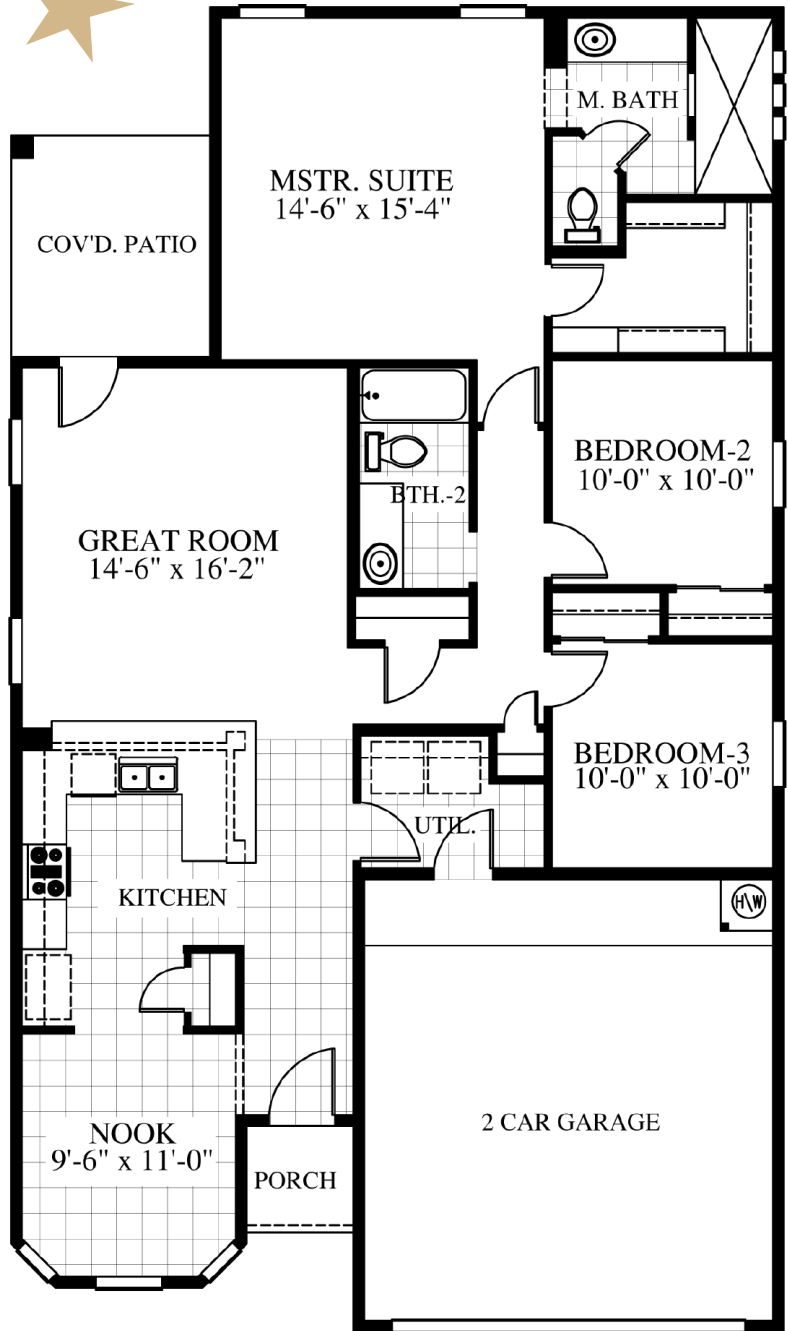 M. BATH
MSTR. SUITE
14'-6" x 15'-4"
COV'D. PATIO
BEDROOM-2
10'-0" x 10'-0"
BTH.-2
GREAT ROOM
14'-6" x 16'-2"
BEDROOM-3
10'-0" x 10'-0"
UTIL.
KITCHEN
H\W
2 CAR GARAGE
NOOK
9'-6" x 11'-0"
PORCH